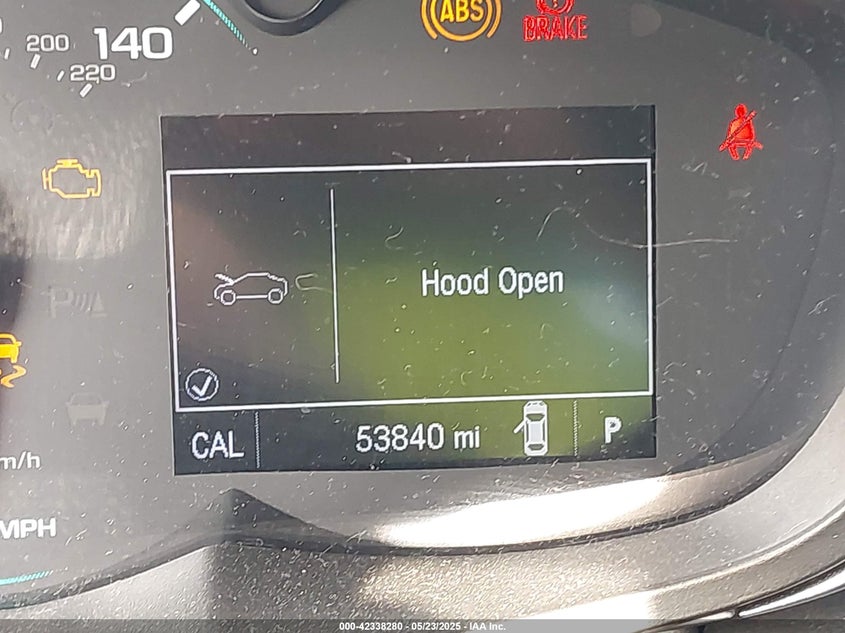 200 140
220
ABS
BRAKE
Hood Open
P
CAL 53840 mi P
m/h
MPH
000-42338280 - 05/23/2025 - IAA Inc.